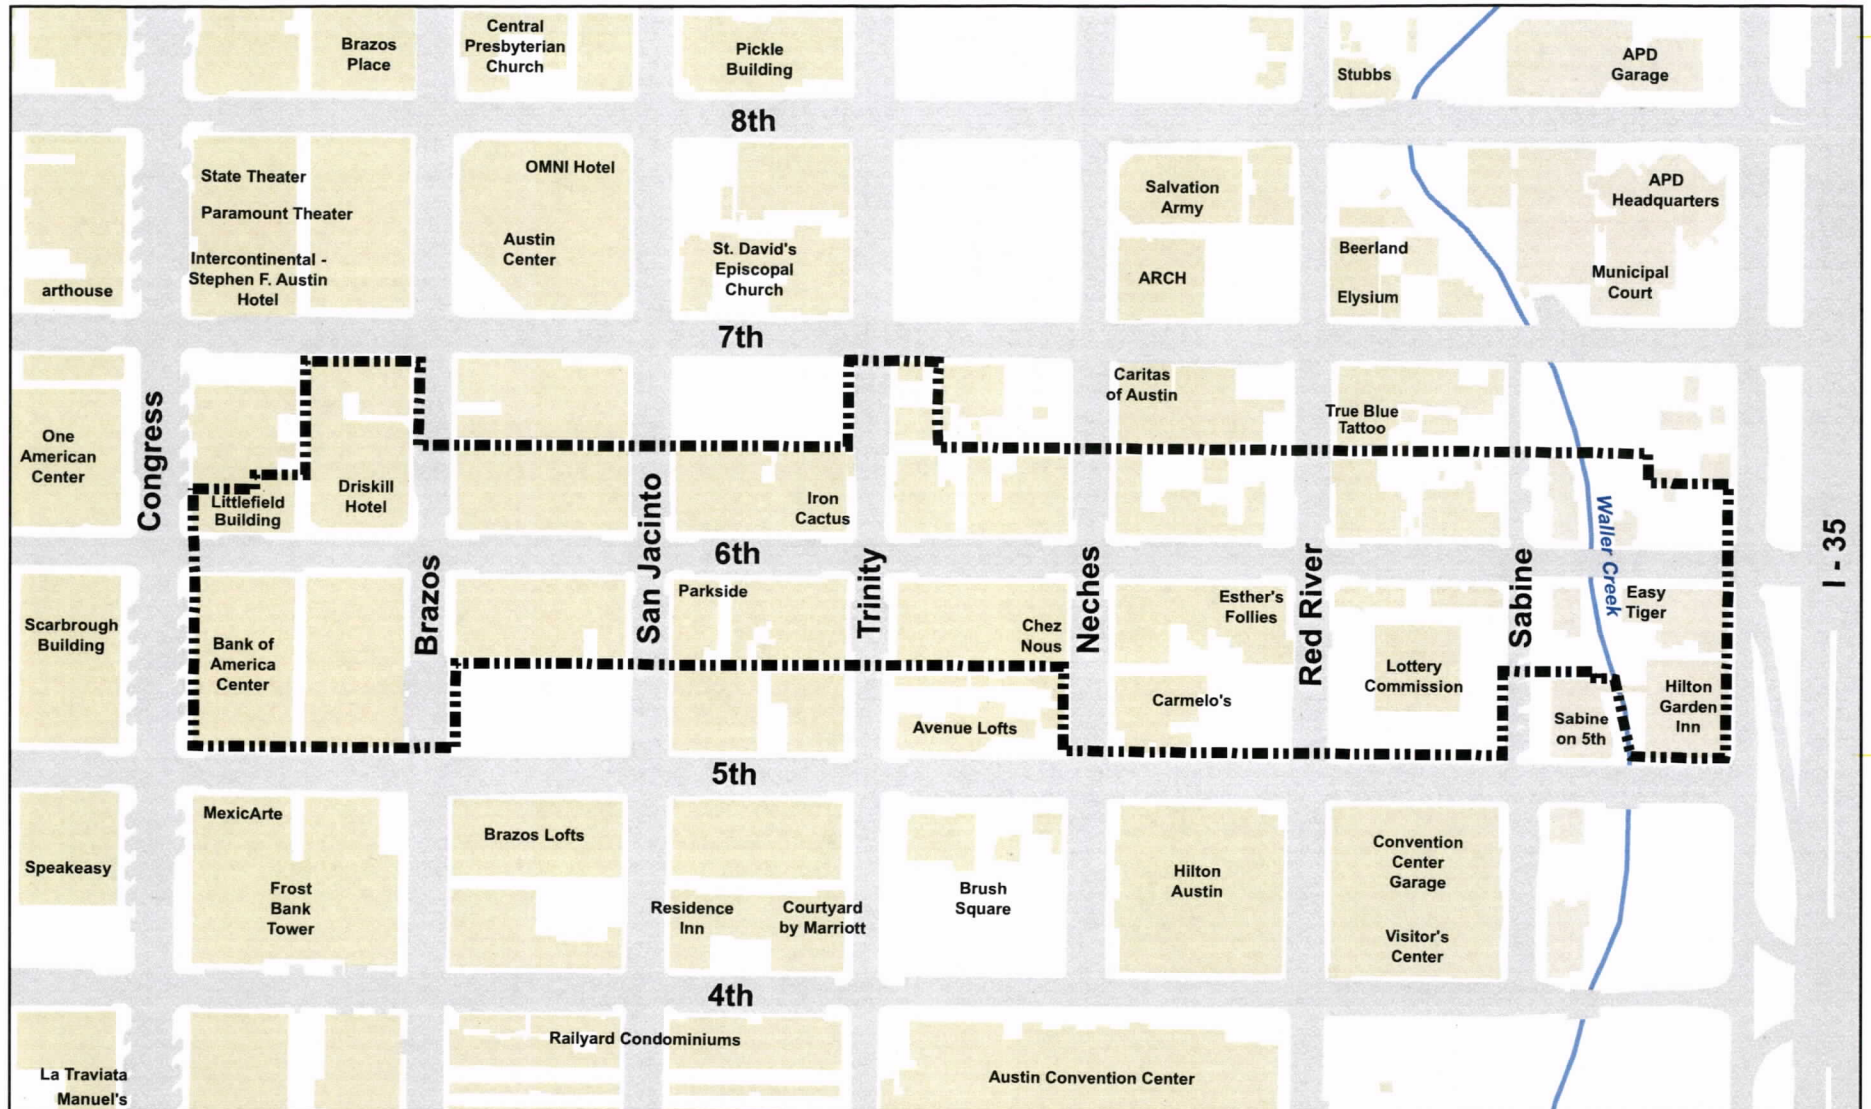 Brazos
Place
Central
Presbyterian
Church
Pickle
Building
Stubbs
APD
Garage
8th
State Theater
Paramount Theater
Intercontinental -
Stephen F. Austin
Hotel
arthouse
OMNI Hotel
Austin
Center
St. David's
Episcopal
Church
Salvation
Army
ARCH
Beerland
Elysium
APD
Headquarters
Municipal
Court
7th
One
American
Center
Congress
Littlefield
Building
Driskill
Hotel
Iron
Cactus
Caritas
of Austin
True Blue
Tattoo
Waller Creek
I - 35
6th
Brazos
San Jacinto
Trinity
Neches
Red River
Sabine
Scarbrough
Building
Bank of
America
Center
Parkside
Chez
Nous
Esther's
Follies
Easy
Tiger
Lottery
Commission
Carmelo's
Avenue Lofts
Sabine
on 5th
Hilton
Garden
Inn
5th
MexicArte
Speakeasy
Frost
Bank
Tower
Brazos Lofts
Residence
Inn
Courtyard
by Marriott
Brush
Square
Hilton
Austin
Convention
Center
Garage
Visitor's
Center
4th
Railyard Condominiums
La Traviata
Manuel's
Austin Convention Center